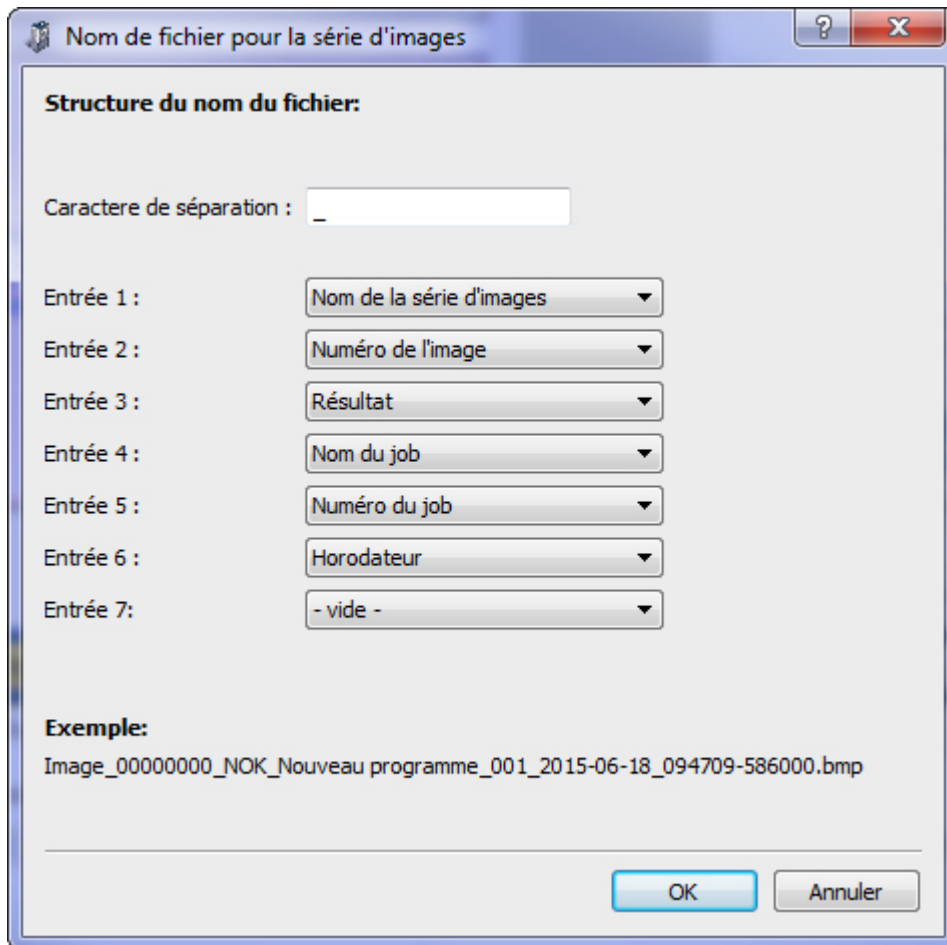 Nom de fichier pour la série d'images
Structure du nom du fichier:
Caractere de séparation : _
Entrée 1 : Nom de la série d'images
Entrée 2 : Numéro de l'image
Entrée 3 : Résultat
Entrée 4 : Nom du job
Entrée 5 : Numéro du job
Entrée 6 : Horodateur
Entrée 7: - vide -
Exemple:
Image_00000000_NOK_Nouveau programme_001_2015-06-18_094709-586000.bmp
OK Annuler